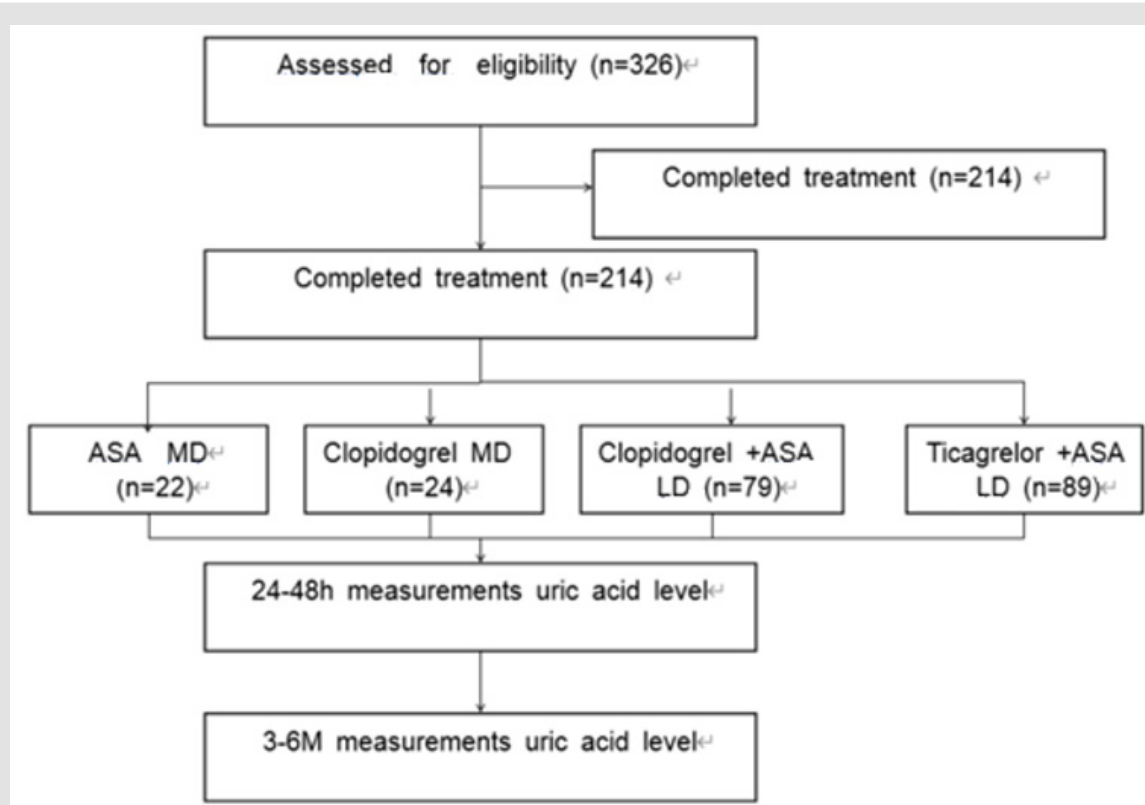 Assessed for eligibility (n=326)↵
Completed treatment (n=214) ↵
Completed treatment (n=214) ↵
ASA MD↵
(n=22)↵
Clopidogrel MD
(n=24)↵
Clopidogrel +ASA
LD (n=79)↵
Ticagrelor +ASA
LD (n=89)↵
24-48h measurements uric acid level↵
3-6M measurements uric acid level↵